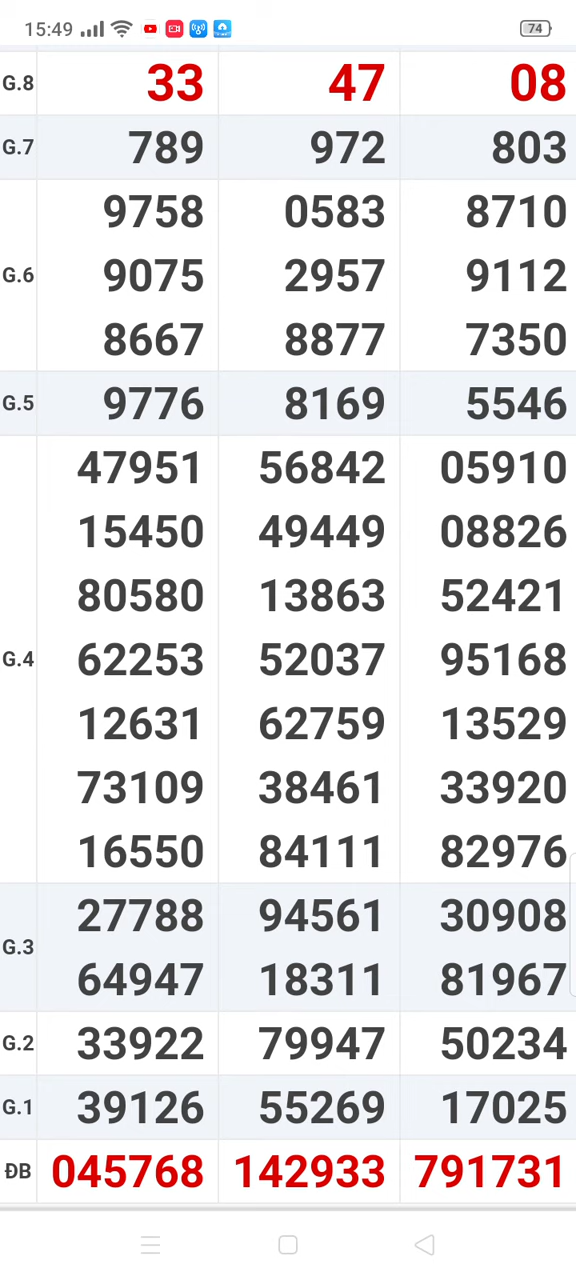 15:49 74
G.8 33 47 08
G.7 789 972 803
9758 0583 8710
G.6 9075 2957 9112
8667 8877 7350
G.5 9776 8169 5546
47951 56842 05910
15450 49449 08826
80580 13863 52421
G.4 62253 52037 95168
12631 62759 13529
73109 38461 33920
16550 84111 82976
G.3 27788 94561 30908
64947 18311 81967
G.2 33922 79947 50234
G.1 39126 55269 17025
ĐB 045768 142933 791731